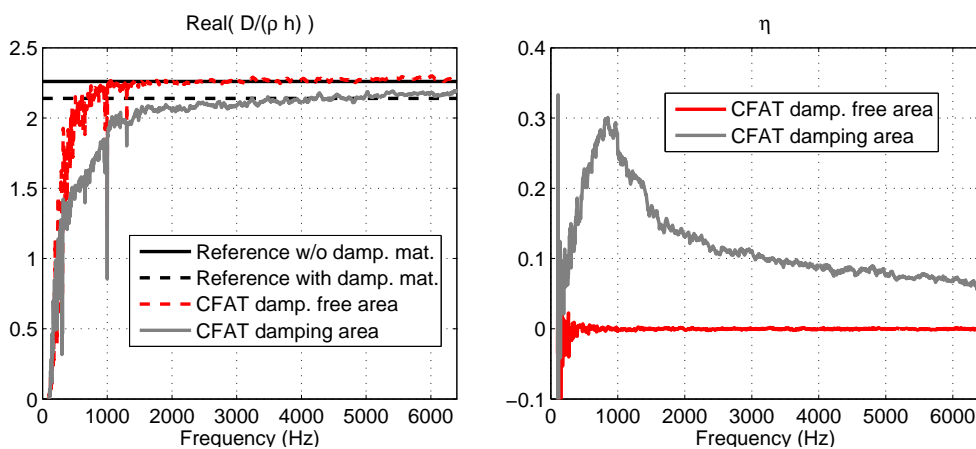 Real( D/(ρ h) )
2.5
2
1.5
1
0.5
0
Reference w/o damp. mat.
Reference with damp. mat.
CFAT damp. free area
CFAT damping area
0 1000 2000 3000 4000 5000 6000
Frequency (Hz)
η
0.4
0.3
0.2
0.1
0
−0.1
CFAT damp. free area
CFAT damping area
0 1000 2000 3000 4000 5000 6000
Frequency (Hz)